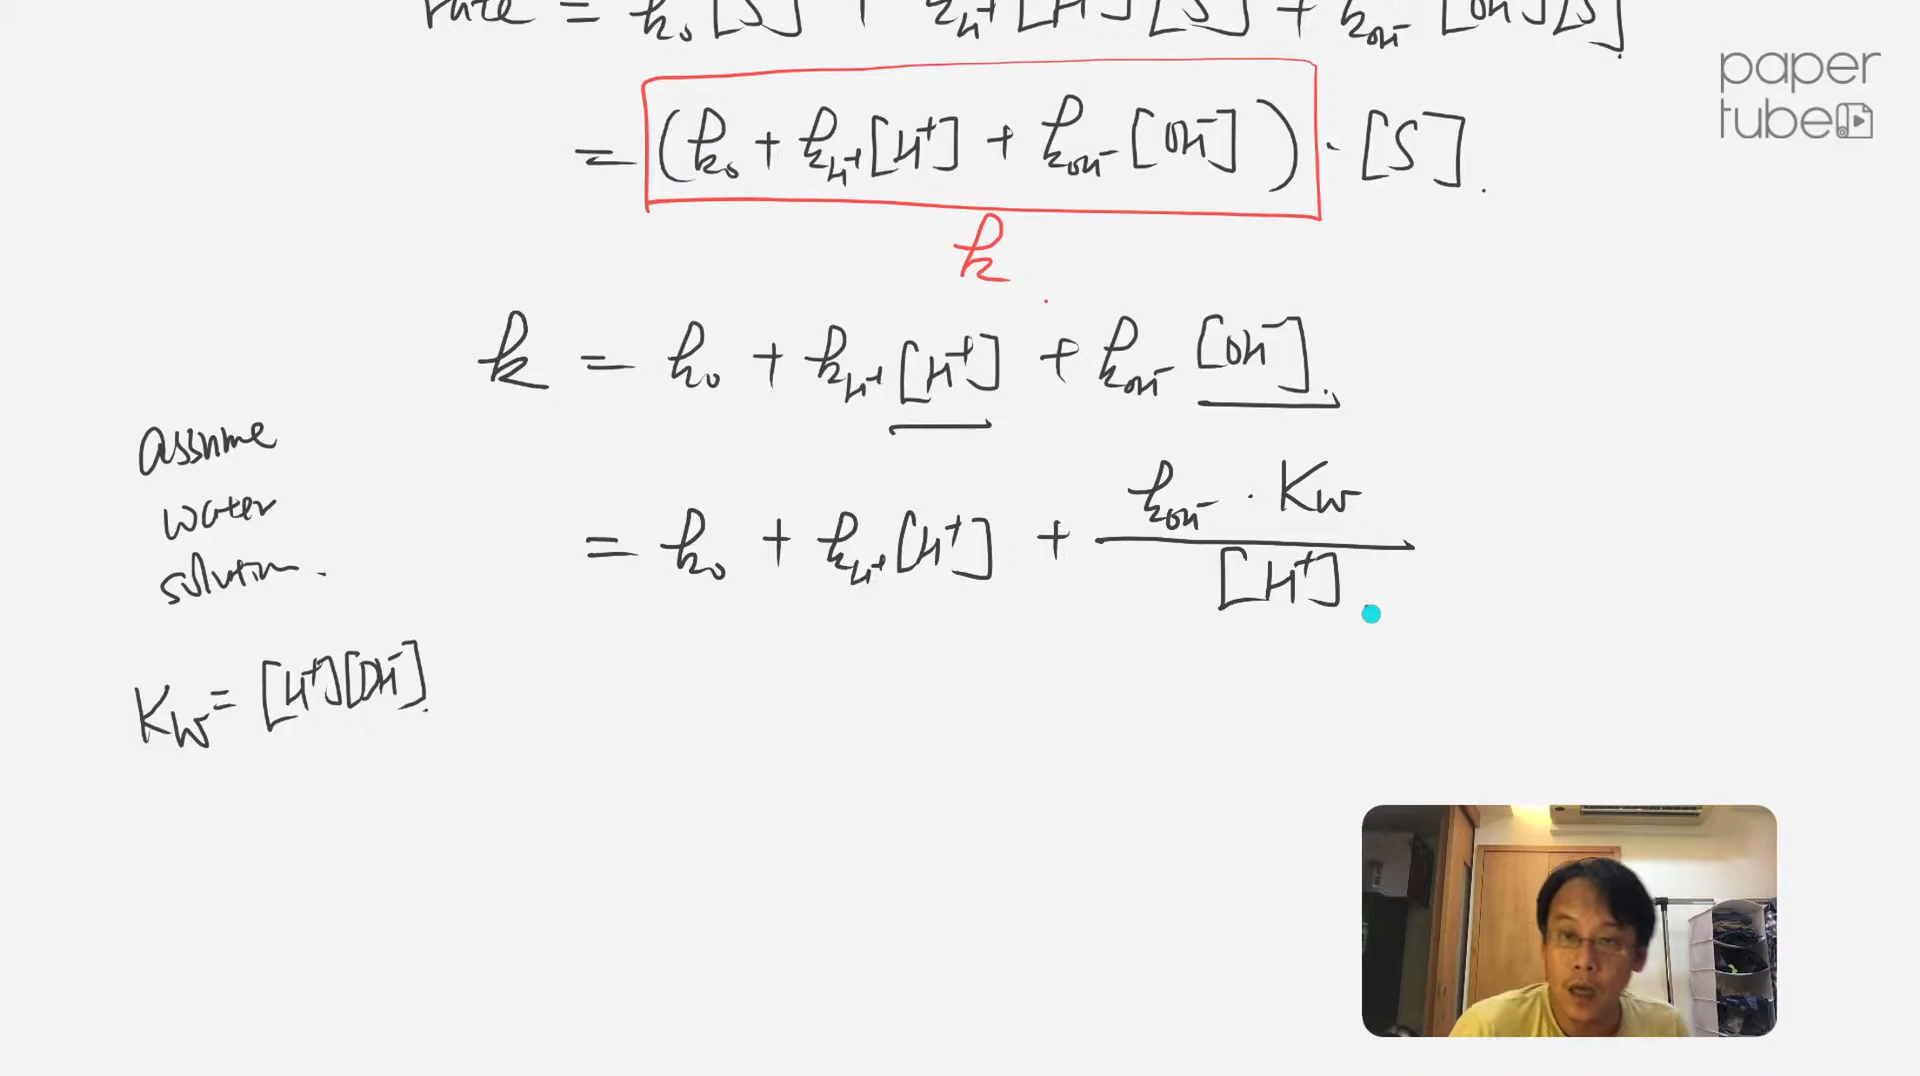 rate = k₀[S] + k_H⁺[H⁺][S] + k_OH⁻[OH⁻][S]
= (k₀ + k_H⁺[H⁺] + k_OH⁻[OH⁻]) · [S].
k
k = k₀ + k_H⁺[H⁺] + k_OH⁻[OH⁻].
= k₀ + k_H⁺[H⁺] + k_OH⁻ · Kw / [H⁺].
assume
water
solution.
Kw = [H⁺][OH⁻].
paper
tube